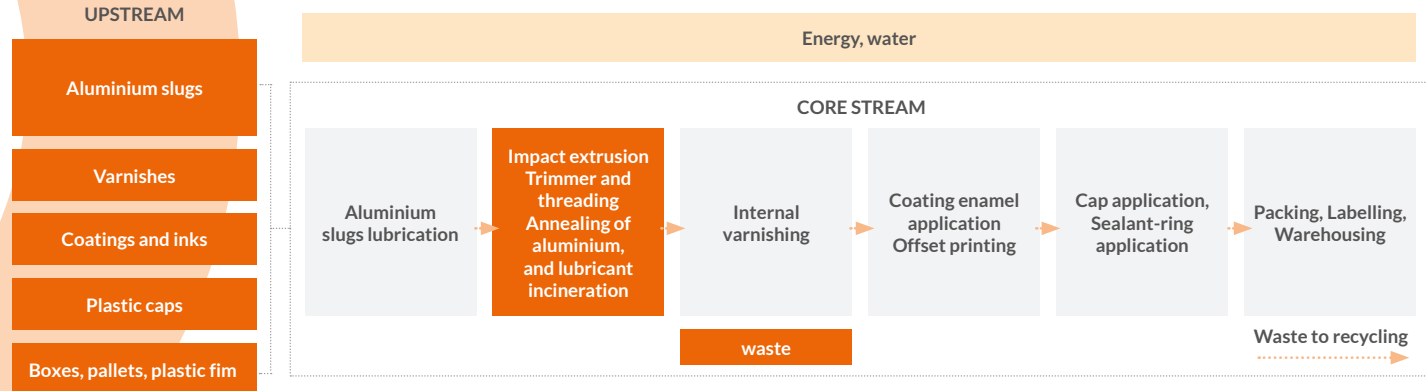 UPSTREAM
Aluminium slugs
Varnishes
Coatings and inks
Plastic caps
Boxes, pallets, plastic fim
Energy, water
CORE STREAM
Aluminium
slugs lubrication
Impact extrusion
Trimmer and
threading
Annealing of
aluminium,
and lubricant
incineration
Internal
varnishing
waste
Coating enamel
application
Offset printing
Cap application,
Sealant-ring
application
Packing, Labelling,
Warehousing
Waste to recycling